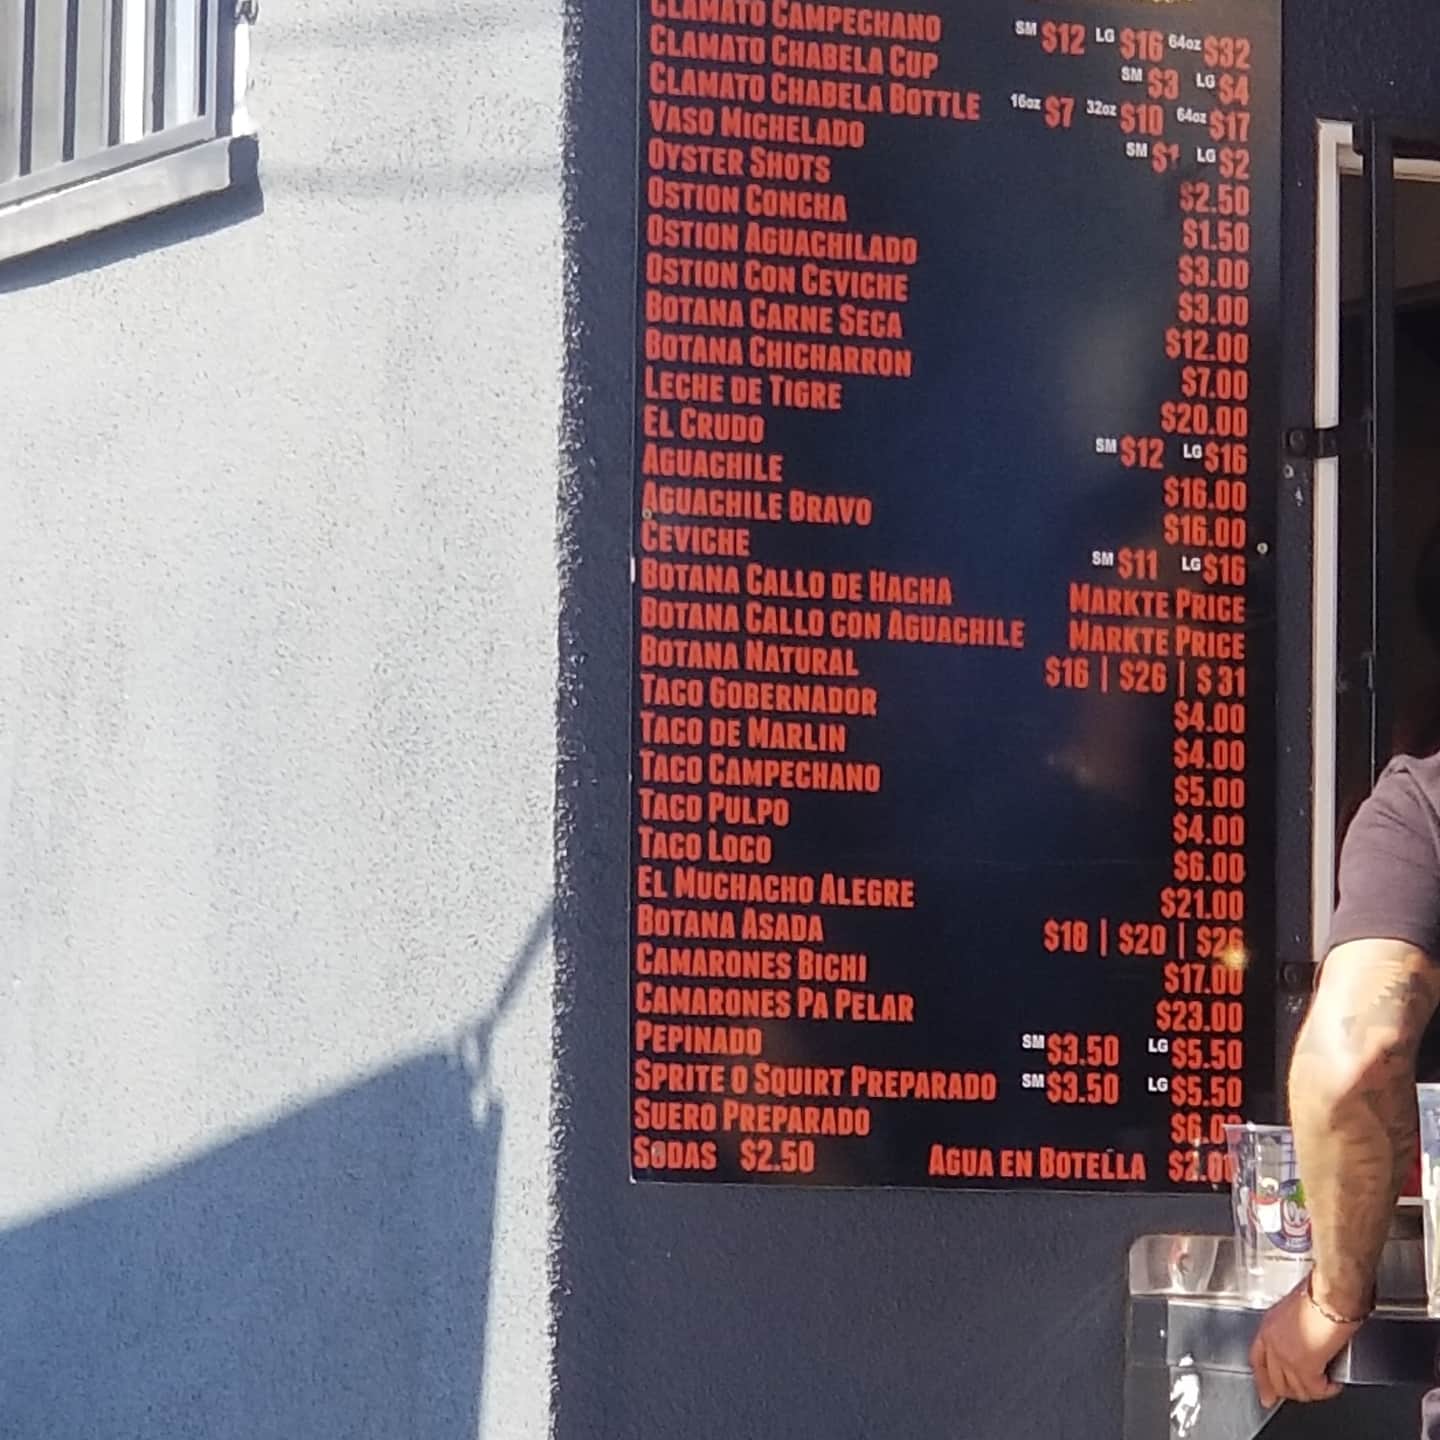 CLAMATO CAMPECHANO SM $12 LG $16 64oz $32
CLAMATO CHABELA CUP SM $3 LG $4
CLAMATO CHABELA BOTTLE 16oz $7 32oz $10 64oz $17
VASO MICHELADO SM $1 LG $2
OYSTER SHOTS $2.50
OSTION CONCHA $1.50
OSTION AGUACHILADO $3.00
OSTION CON CEVICHE $3.00
BOTANA CARNE SECA $12.00
BOTANA CHICHARRON $7.00
LECHE DE TIGRE $20.00
EL CRUDO SM $12 LG $16
AGUACHILE $16.00
AGUACHILE BRAVO $16.00
CEVICHE SM $11 LG $16
BOTANA CALLO DE HACHA MARKTE PRICE
BOTANA CALLO CON AGUACHILE MARKTE PRICE
BOTANA NATURAL $16 | $26 | $31
TACO GOBERNADOR $4.00
TACO DE MARLIN $4.00
TACO CAMPECHANO $5.00
TACO PULPO $4.00
TACO LOCO $6.00
EL MUCHACHO ALEGRE $21.00
BOTANA ASADA $18 | $20 | $26
CAMARONES BICHI $17.00
CAMARONES PA PELAR $23.00
PEPINADO SM $3.50 LG $5.50
SPRITE O SQUIRT PREPARADO SM $3.50 LG $5.50
SUERO PREPARADO $6.00
SODAS $2.50 AGUA EN BOTELLA $2.00